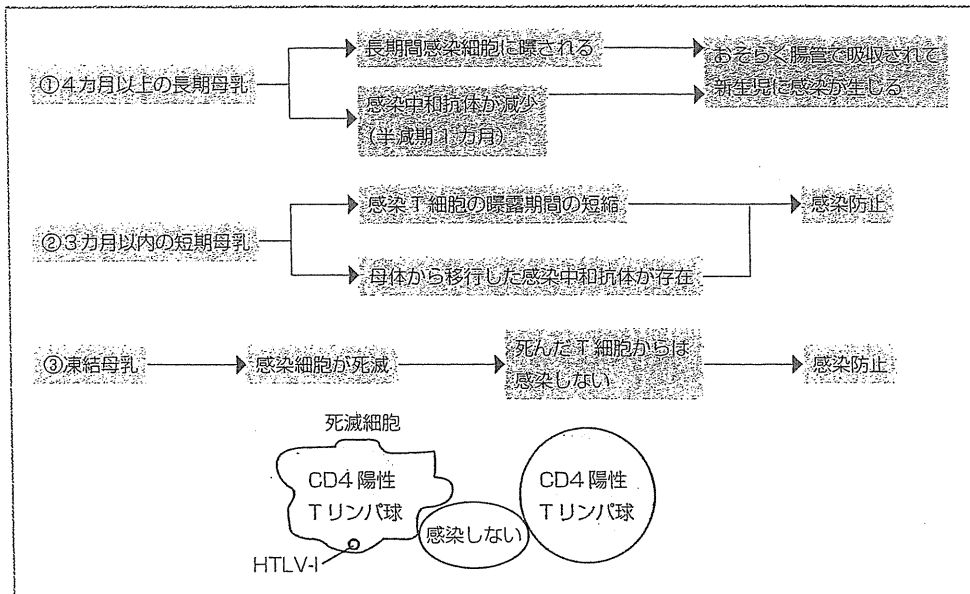 ①4カ月以上の長期母乳
長期間感染細胞に曝される
感染中和抗体が減少
(半減期1カ月)
おそらく腸管で吸収されて
新生児に感染が生じる
②3カ月以内の短期母乳
感染T細胞の曝露期間の短縮
母体から移行した感染中和抗体が存在
感染防止
③凍結母乳
感染細胞が死滅
死んだT細胞からは
感染しない
感染防止
死滅細胞
CD4陽性
Tリンパ球
HTLV-I
感染しない
CD4陽性
Tリンパ球